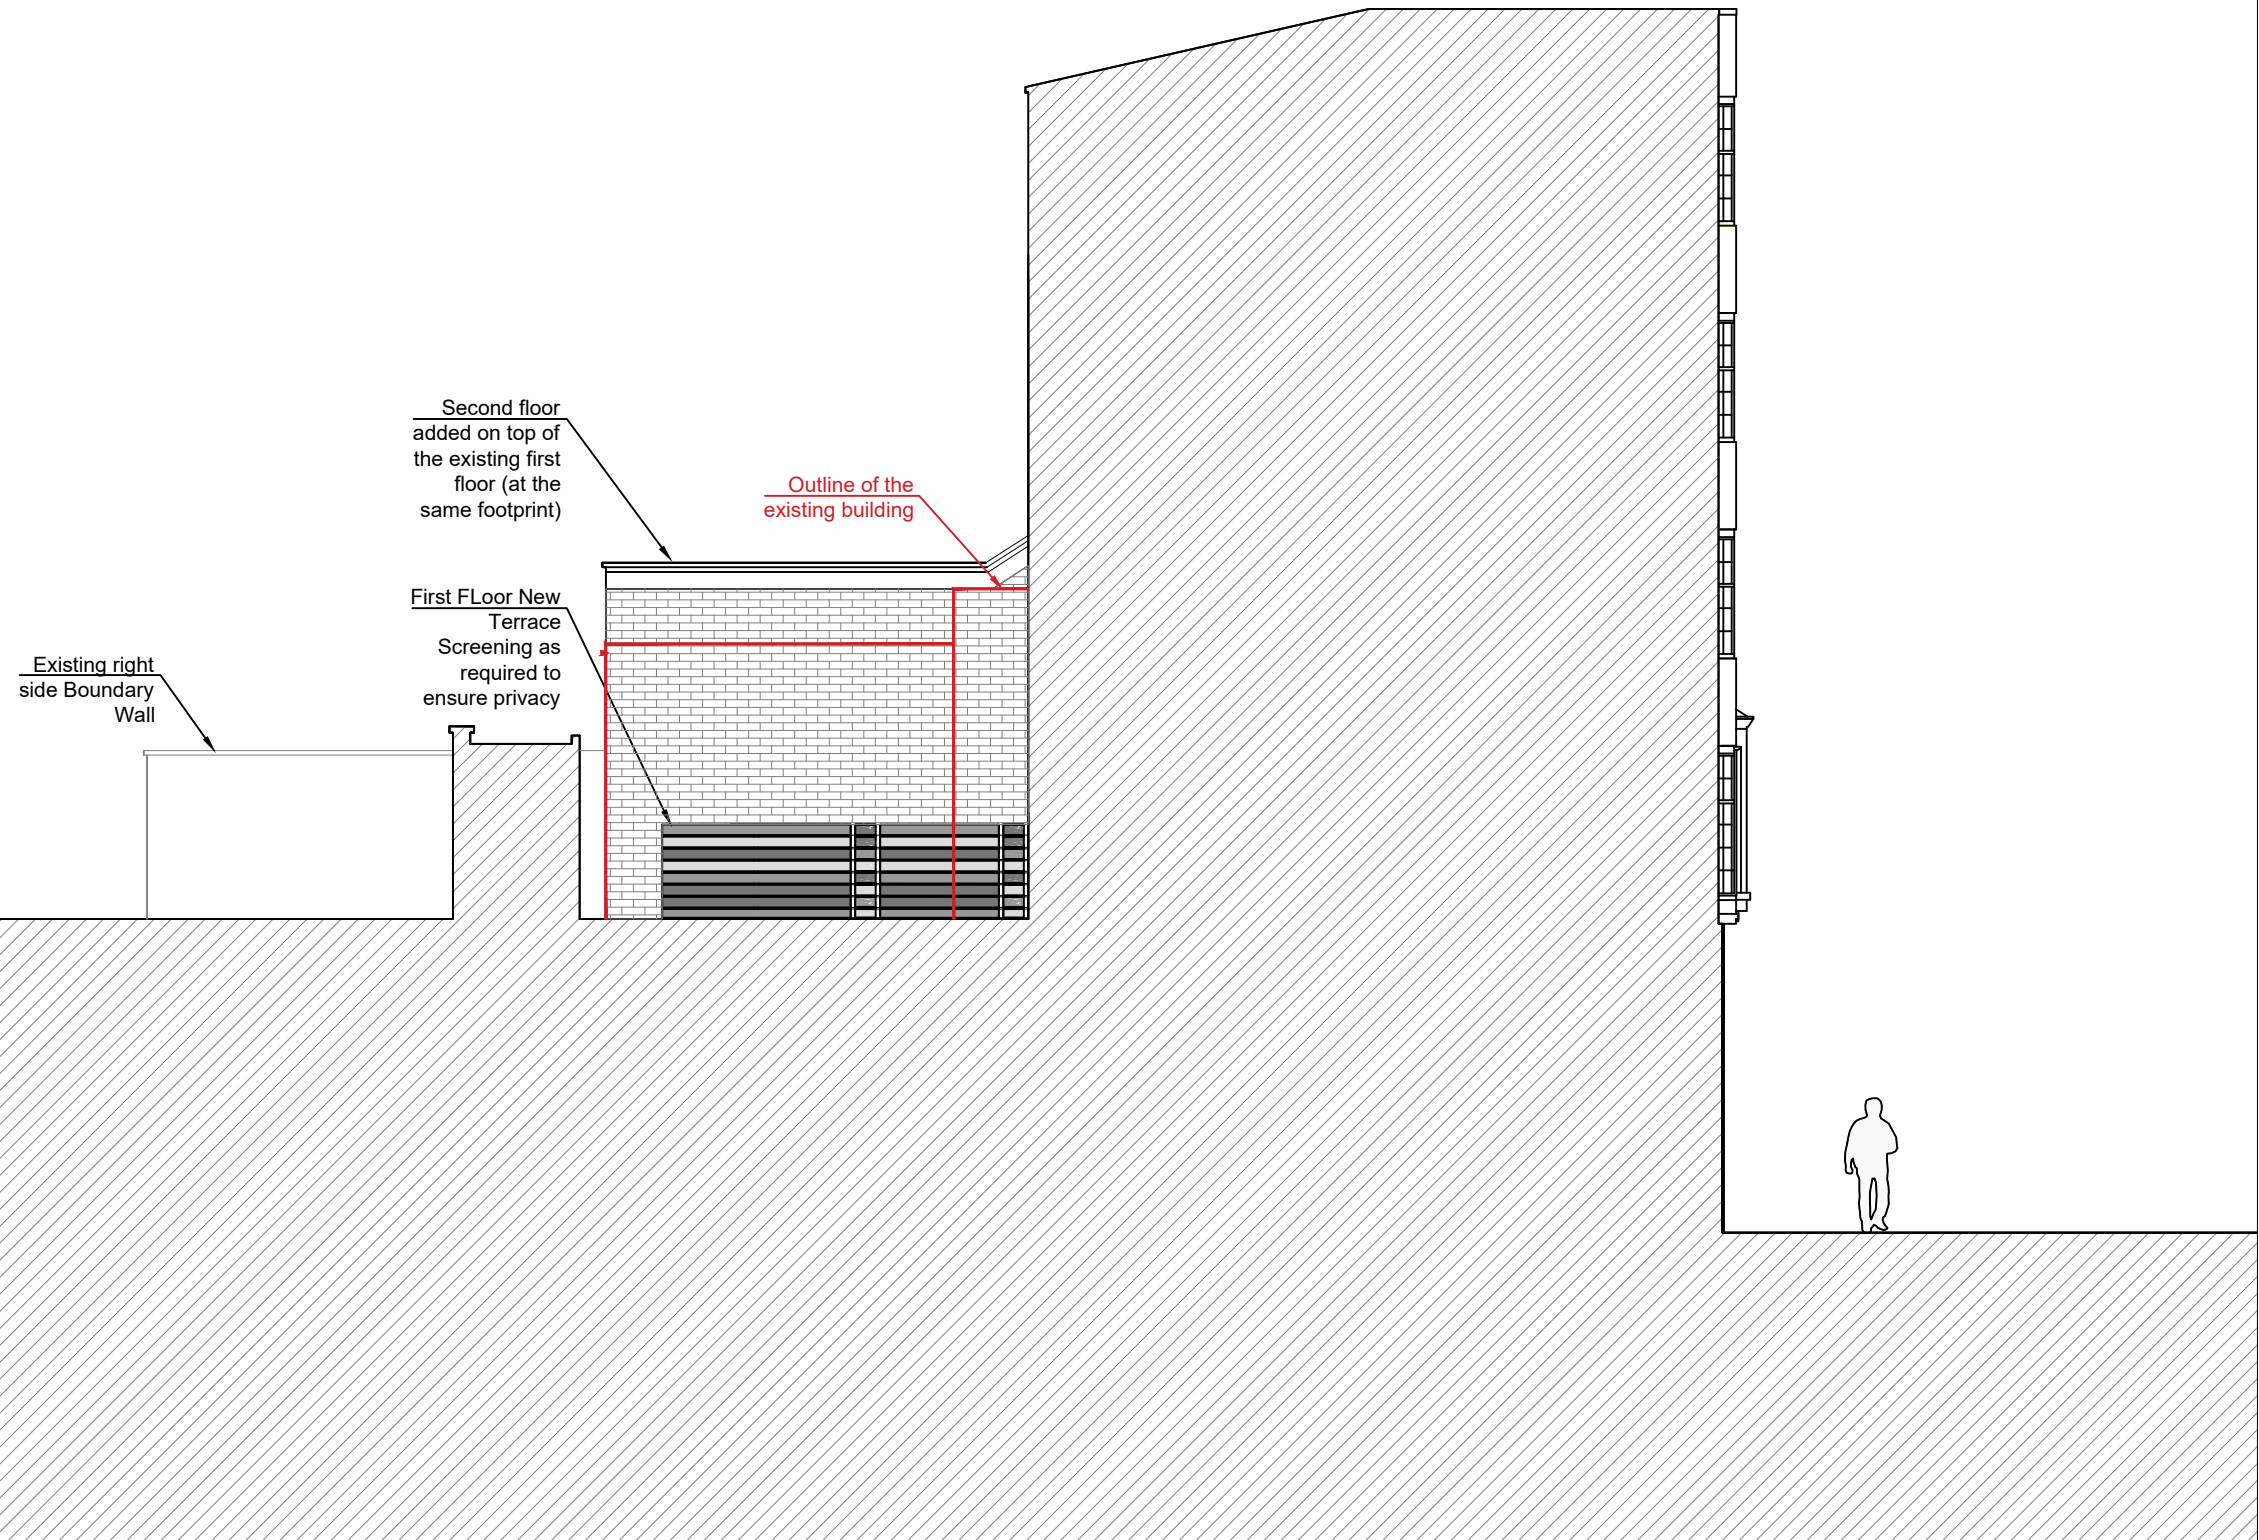 Second floor
added on top of
the existing first
floor (at the
same footprint)
Outline of the
existing building
First FLoor New
Terrace
Screening as
required to
ensure privacy
Existing right
side Boundary
Wall